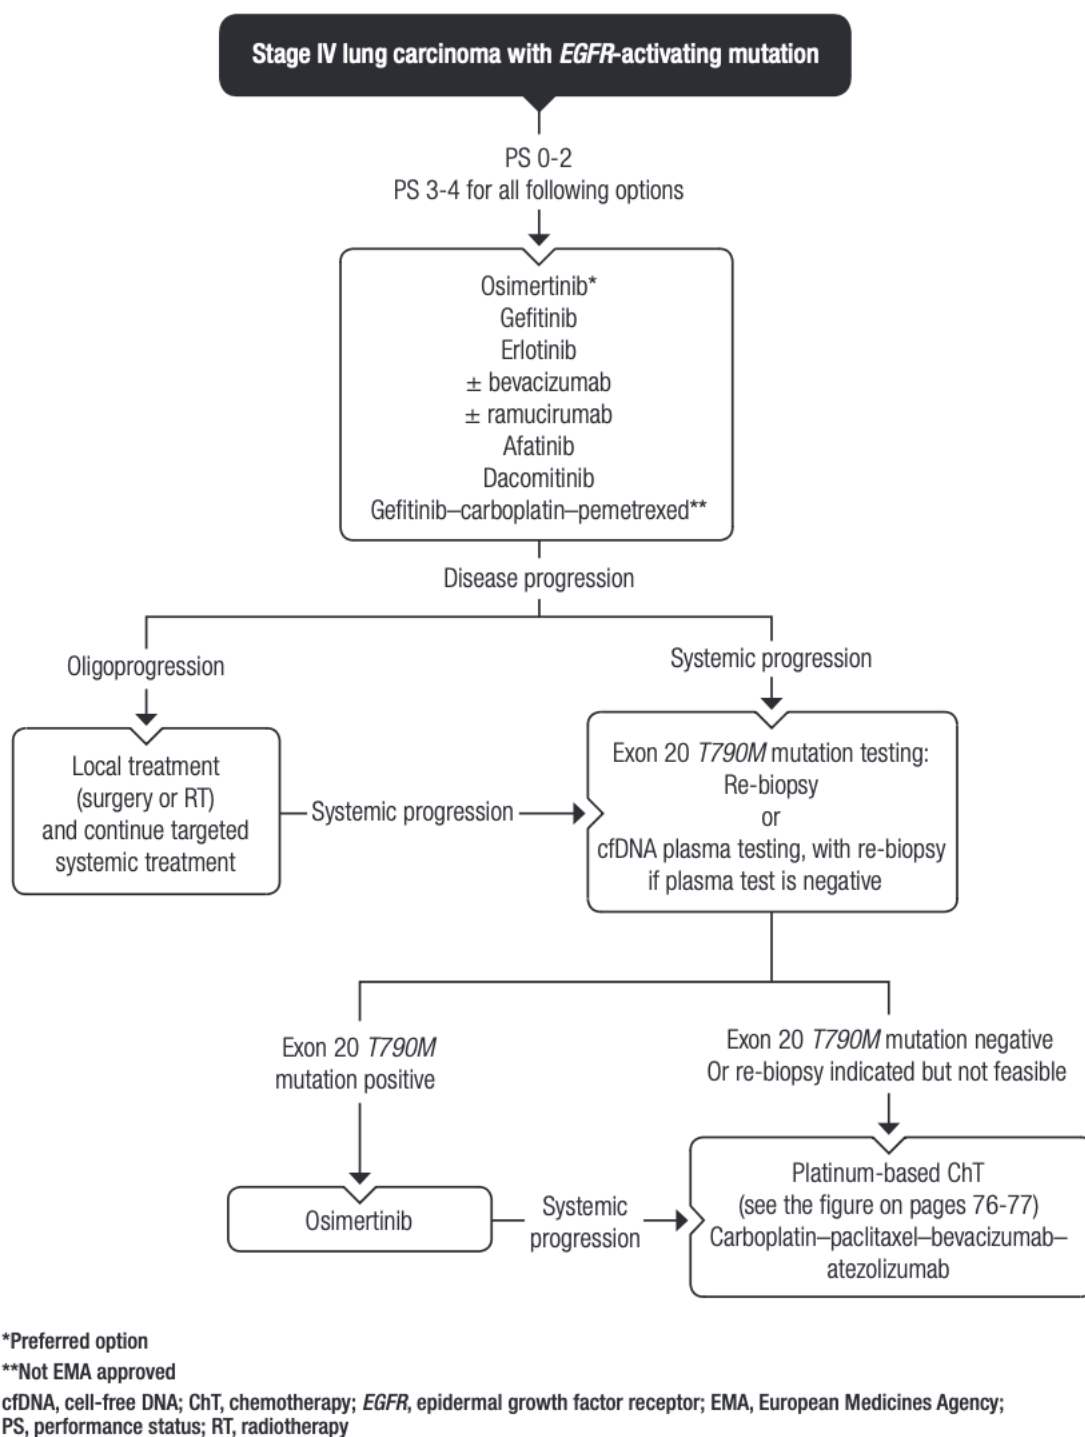 Stage IV lung carcinoma with EGFR-activating mutation
PS 0-2
PS 3-4 for all following options
Osimertinib*
Gefitinib
Erlotinib
± bevacizumab
± ramucirumab
Afatinib
Dacomitinib
Gefitinib–carboplatin–pemetrexed**
Disease progression
Oligoprogression
Systemic progression
Local treatment
(surgery or RT)
and continue targeted
systemic treatment
Systemic progression
Exon 20 T790M mutation testing:
Re-biopsy
or
cfDNA plasma testing, with re-biopsy
if plasma test is negative
Exon 20 T790M
mutation positive
Exon 20 T790M mutation negative
Or re-biopsy indicated but not feasible
Osimertinib
Systemic
progression
Platinum-based ChT
(see the figure on pages 76-77)
Carboplatin–paclitaxel–bevacizumab–
atezolizumab
*Preferred option
**Not EMA approved
cfDNA, cell-free DNA; ChT, chemotherapy; EGFR, epidermal growth factor receptor; EMA, European Medicines Agency;
PS, performance status; RT, radiotherapy